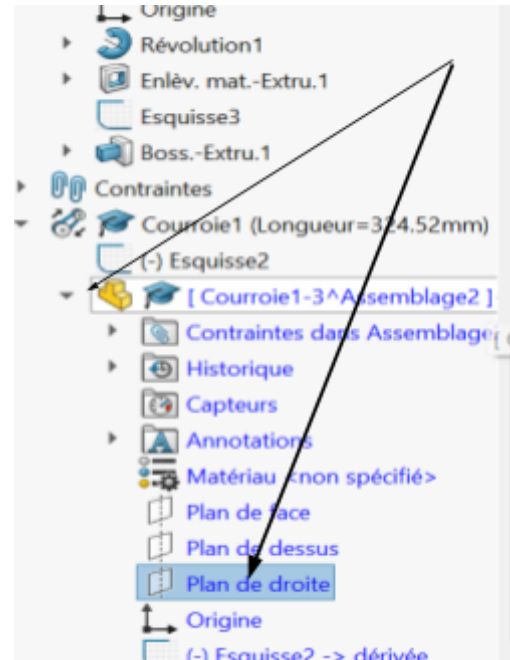 Origine
Révolution1
Enlèv. mat.-Extru.1
Esquisse3
Boss.-Extru.1
Contraintes
Courroie1 (Longueur=324.52mm)
(-) Esquisse2
[ Courroie1-3^Assemblage2 ]
Contraintes dans Assemblage
Historique
Capteurs
Annotations
Matériau <non spécifié>
Plan de face
Plan de dessus
Plan de droite
Origine
(-) Esquisse2 -> dérivée